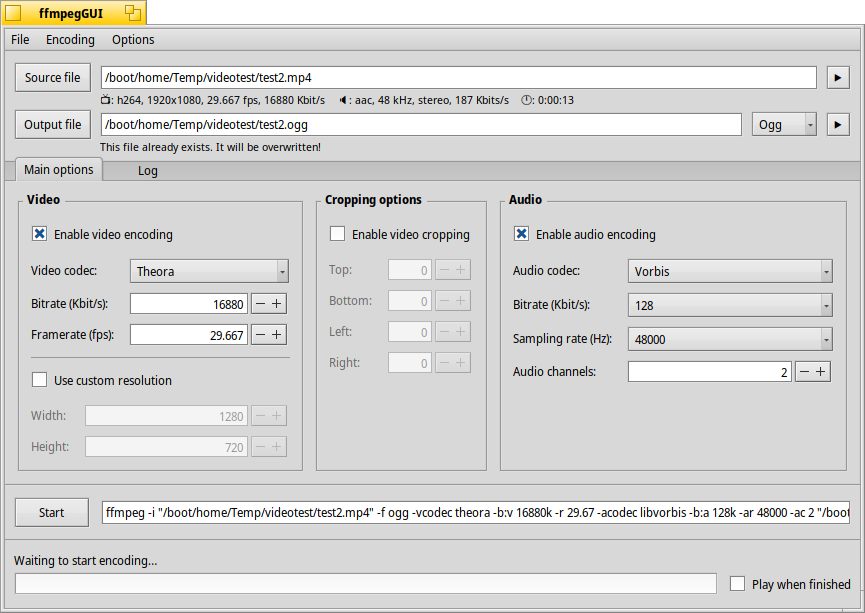 ffmpegGUI
File Encoding Options
Source file /boot/home/Temp/videotest/test2.mp4
: h264, 1920x1080, 29.667 fps, 16880 Kbit/s : aac, 48 kHz, stereo, 187 Kbits/s : 0:00:13
Output file /boot/home/Temp/videotest/test2.ogg Ogg
This file already exists. It will be overwritten!
Main options Log
Video Cropping options Audio
Enable video encoding Enable video cropping Enable audio encoding
Video codec: Theora Top: 0 Audio codec: Vorbis
Bitrate (Kbit/s): 16880 Bottom: 0 Bitrate (Kbit/s): 128
Framerate (fps): 29.667 Left: 0 Sampling rate (Hz): 48000
Right: 0 Audio channels: 2
Use custom resolution
Width: 1280
Height: 720
Start ffmpeg -i "/boot/home/Temp/videotest/test2.mp4" -f ogg -vcodec theora -b:v 16880k -r 29.67 -acodec libvorbis -b:a 128k -ar 48000 -ac 2 "/boot
Waiting to start encoding...
Play when finished